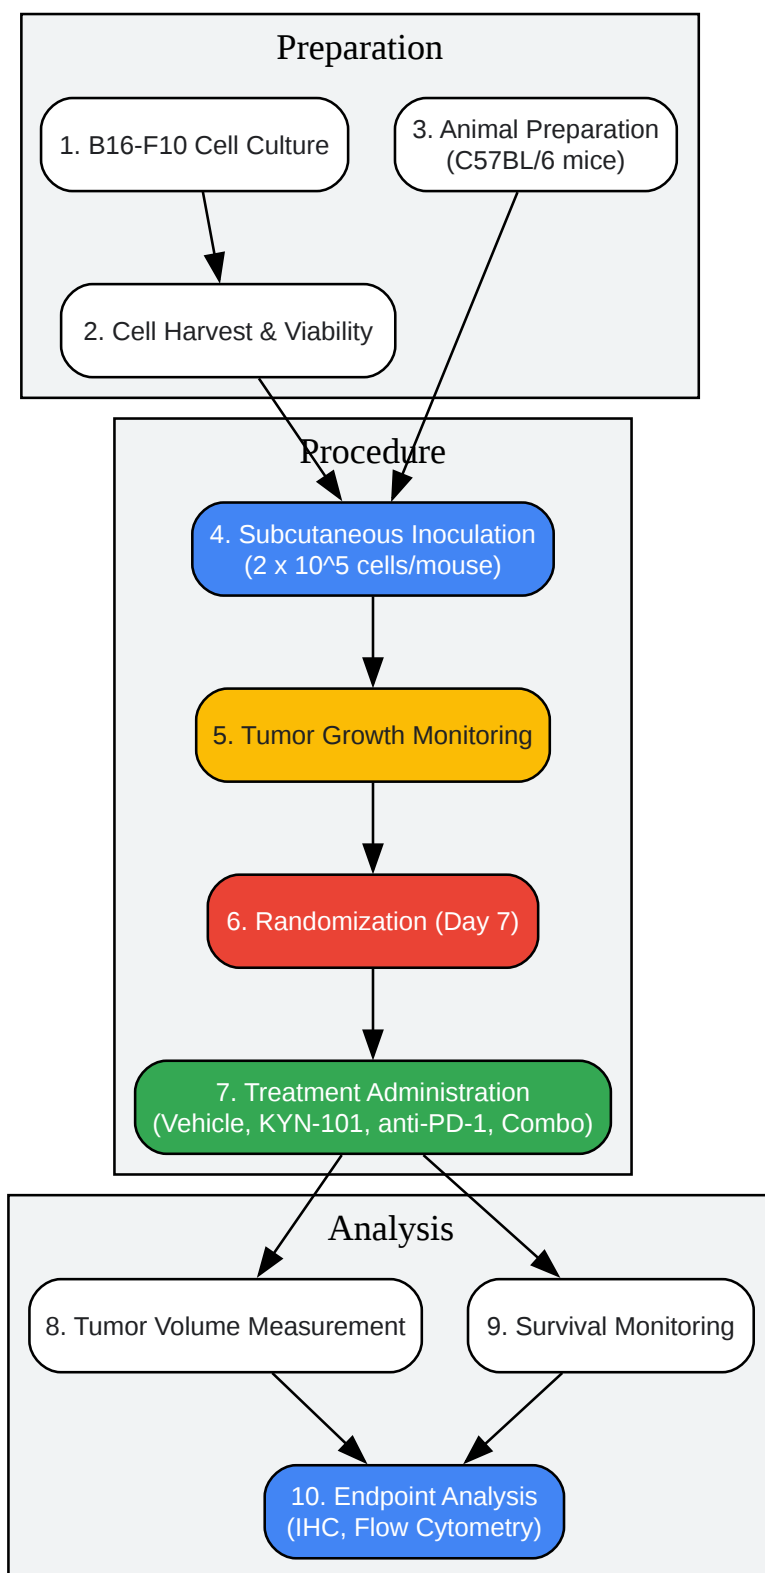 Preparation
1. B16-F10 Cell Culture
3. Animal Preparation
(C57BL/6 mice)
2. Cell Harvest & Viability
Procedure
4. Subcutaneous Inoculation
(2 x 10^5 cells/mouse)
5. Tumor Growth Monitoring
6. Randomization (Day 7)
7. Treatment Administration
(Vehicle, KYN-101, anti-PD-1, Combo)
Analysis
8. Tumor Volume Measurement
9. Survival Monitoring
10. Endpoint Analysis
(IHC, Flow Cytometry)